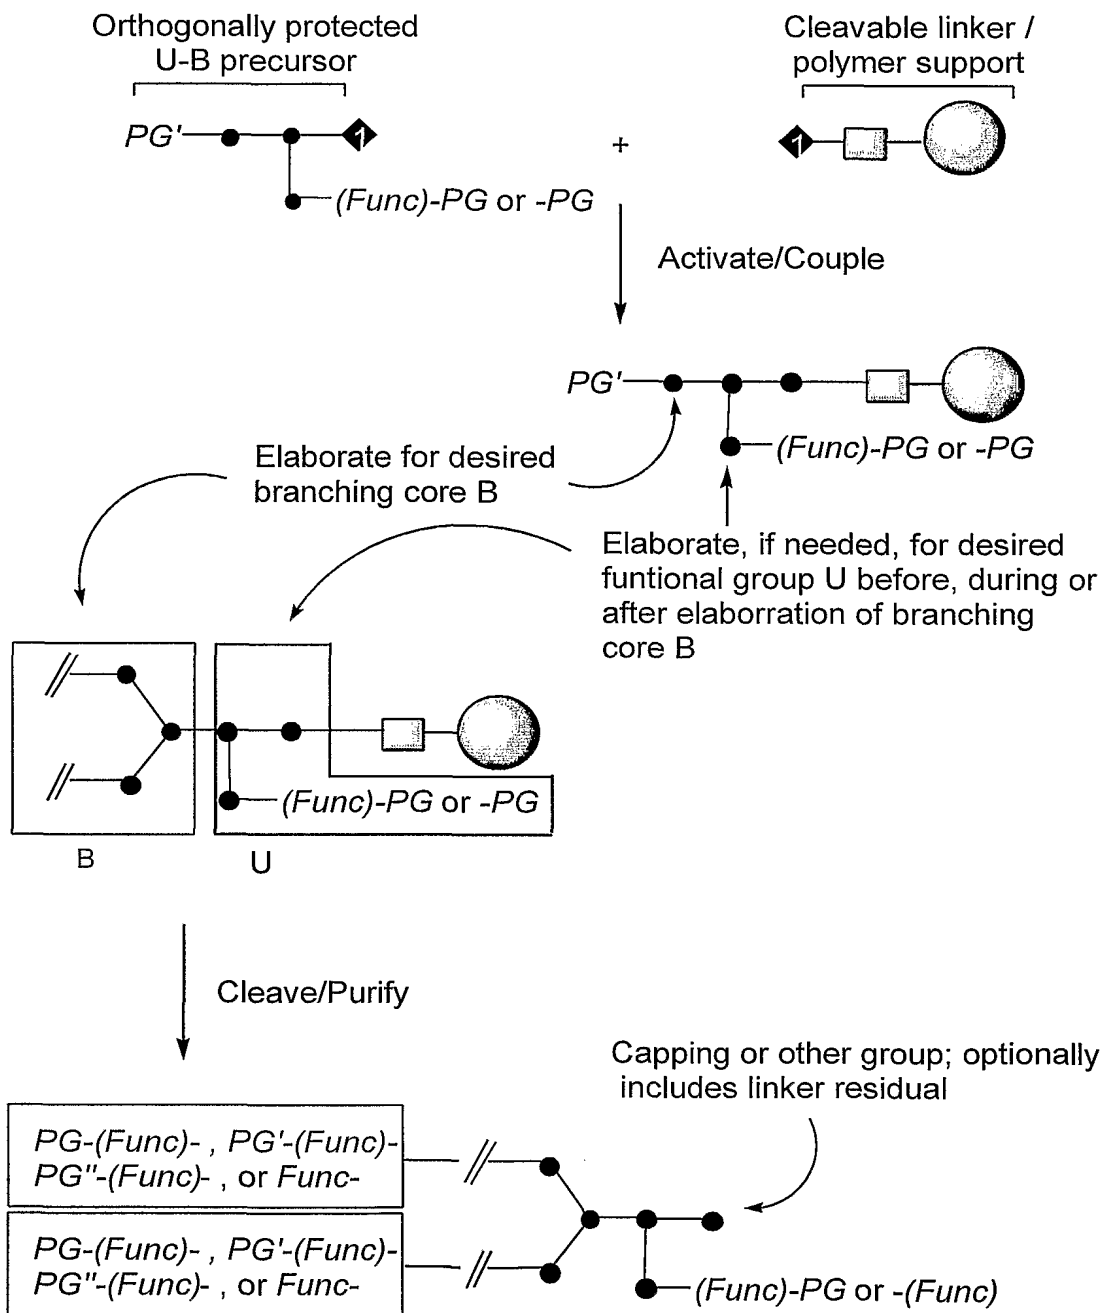 Orthogonally protected
U-B precursor
Cleavable linker /
polymer support
PG'
1
(Func)-PG or -PG
+
1
Activate/Couple
PG'
(Func)-PG or -PG
Elaborate for desired
branching core B
Elaborate, if needed, for desired
funtional group U before, during or
after elaborration of branching
core B
(Func)-PG or -PG
B
U
Cleave/Purify
Capping or other group; optionally
includes linker residual
PG-(Func)- , PG'-(Func)-
PG"-(Func)- , or Func-
PG-(Func)- , PG'-(Func)-
PG"-(Func)- , or Func-
(Func)-PG or -(Func)